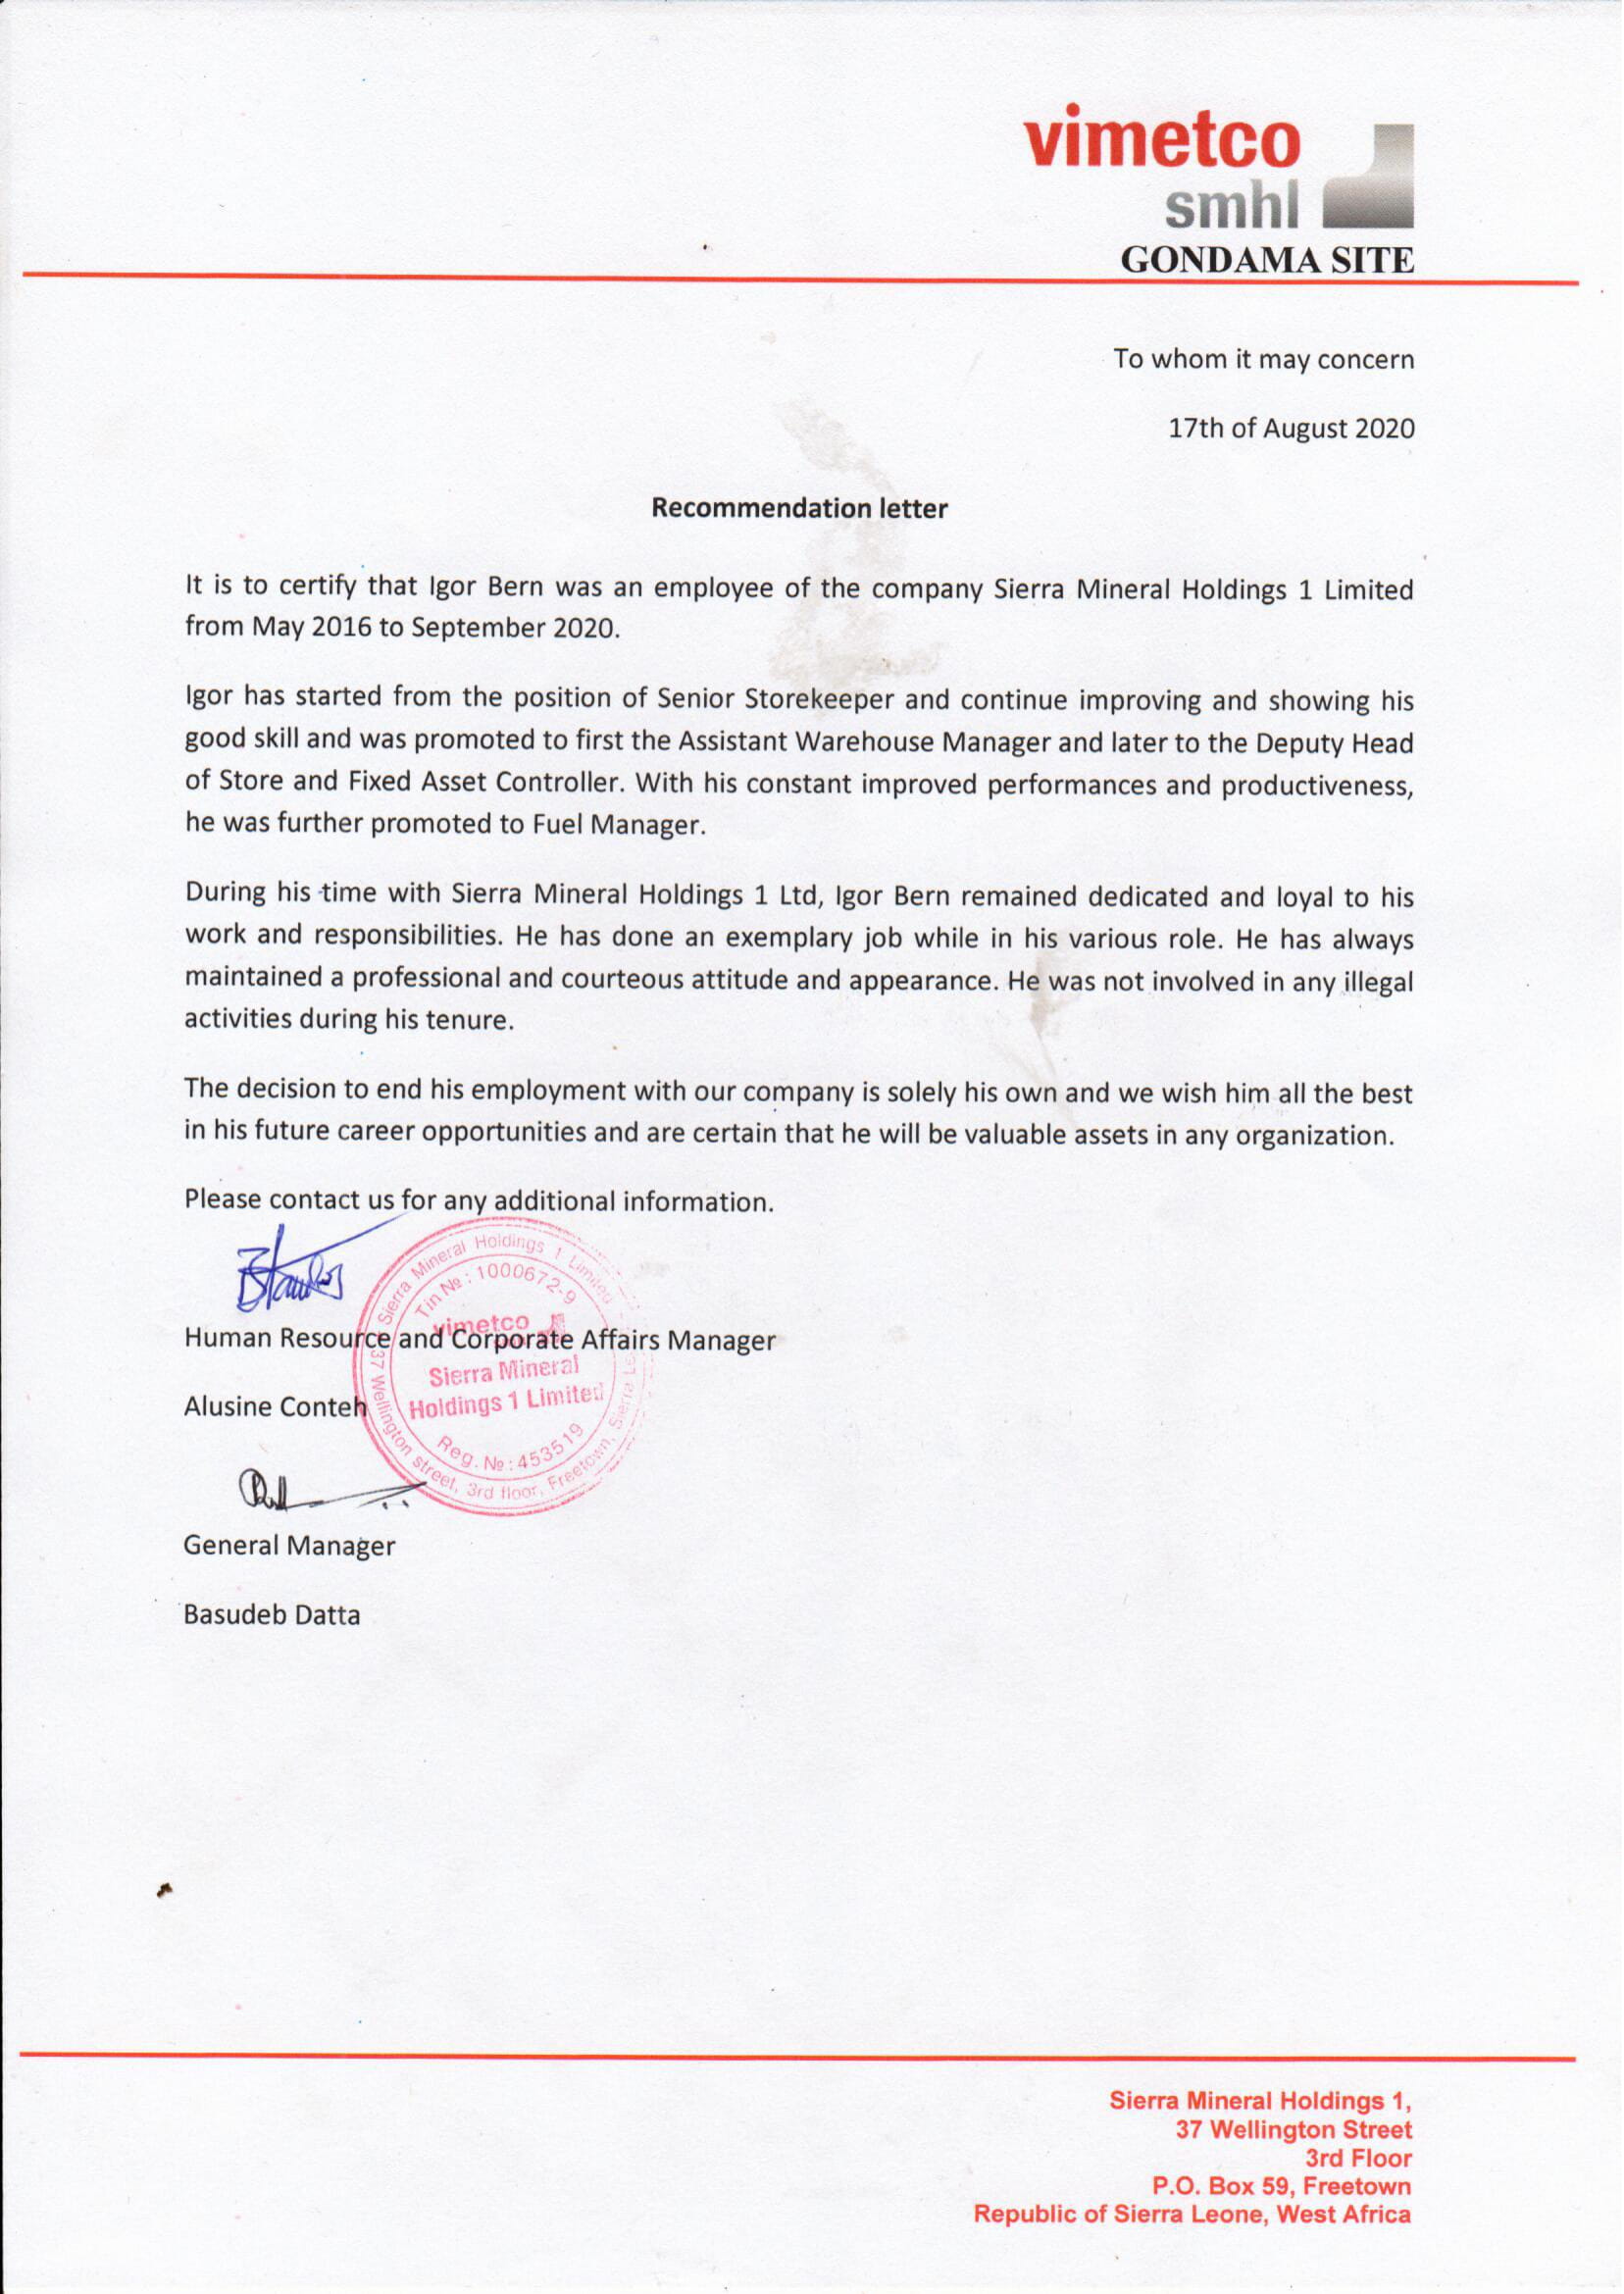 vimetco
smhl
GONDAMA SITE
To whom it may concern
17th of August 2020
Recommendation letter
It is to certify that Igor Bern was an employee of the company Sierra Mineral Holdings 1 Limited
from May 2016 to September 2020.
Igor has started from the position of Senior Storekeeper and continue improving and showing his
good skill and was promoted to first the Assistant Warehouse Manager and later to the Deputy Head
of Store and Fixed Asset Controller. With his constant improved performances and productiveness,
he was further promoted to Fuel Manager.
During his time with Sierra Mineral Holdings 1 Ltd, Igor Bern remained dedicated and loyal to his
work and responsibilities. He has done an exemplary job while in his various role. He has always
maintained a professional and courteous attitude and appearance. He was not involved in any illegal
activities during his tenure.
The decision to end his employment with our company is solely his own and we wish him all the best
in his future career opportunities and are certain that he will be valuable assets in any organization.
Please contact us for any additional information.
Human Resource and Corporate Affairs Manager
Alusine Conteh
Sierra Mineral Holdings 1 Limited
37 Wellington street, 3rd floor, Freetown, Sierra
Tin №: 1000672-9
vimetco
Sierra Mineral
Holdings 1 Limited
Reg. №: 453519
General Manager
Basudeb Datta
Sierra Mineral Holdings 1,
37 Wellington Street
3rd Floor
P.O. Box 59, Freetown
Republic of Sierra Leone, West Africa